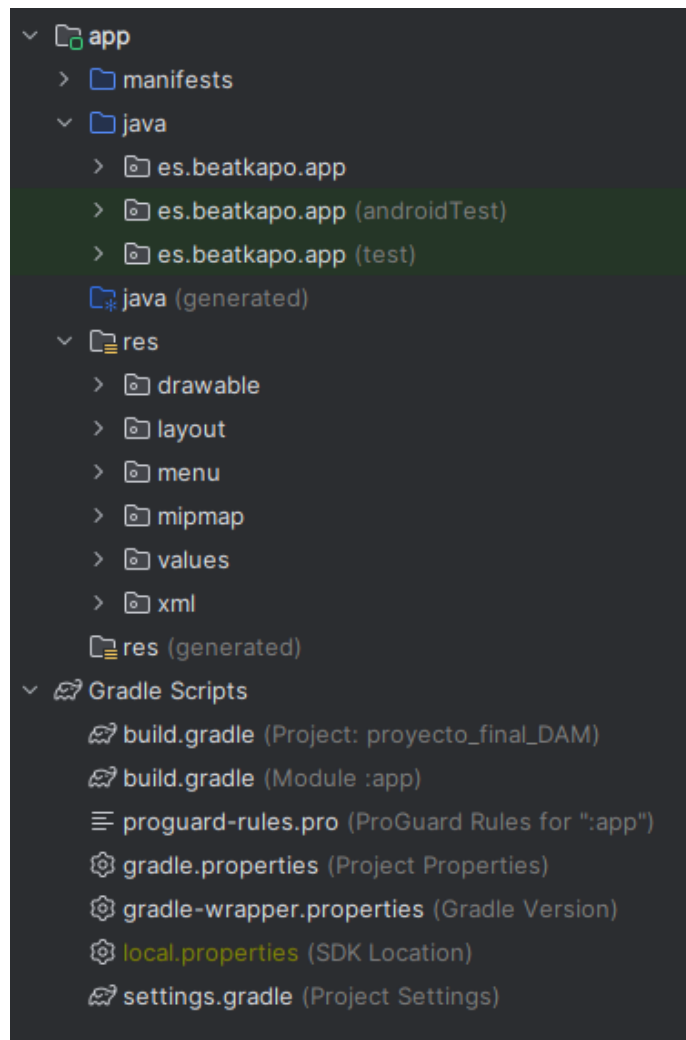 app
manifests
java
es.beatkapo.app
es.beatkapo.app (androidTest)
es.beatkapo.app (test)
java (generated)
res
drawable
layout
menu
mipmap
values
xml
res (generated)
Gradle Scripts
build.gradle (Project: proyecto_final_DAM)
build.gradle (Module :app)
proguard-rules.pro (ProGuard Rules for ":app")
gradle.properties (Project Properties)
gradle-wrapper.properties (Gradle Version)
local.properties (SDK Location)
settings.gradle (Project Settings)